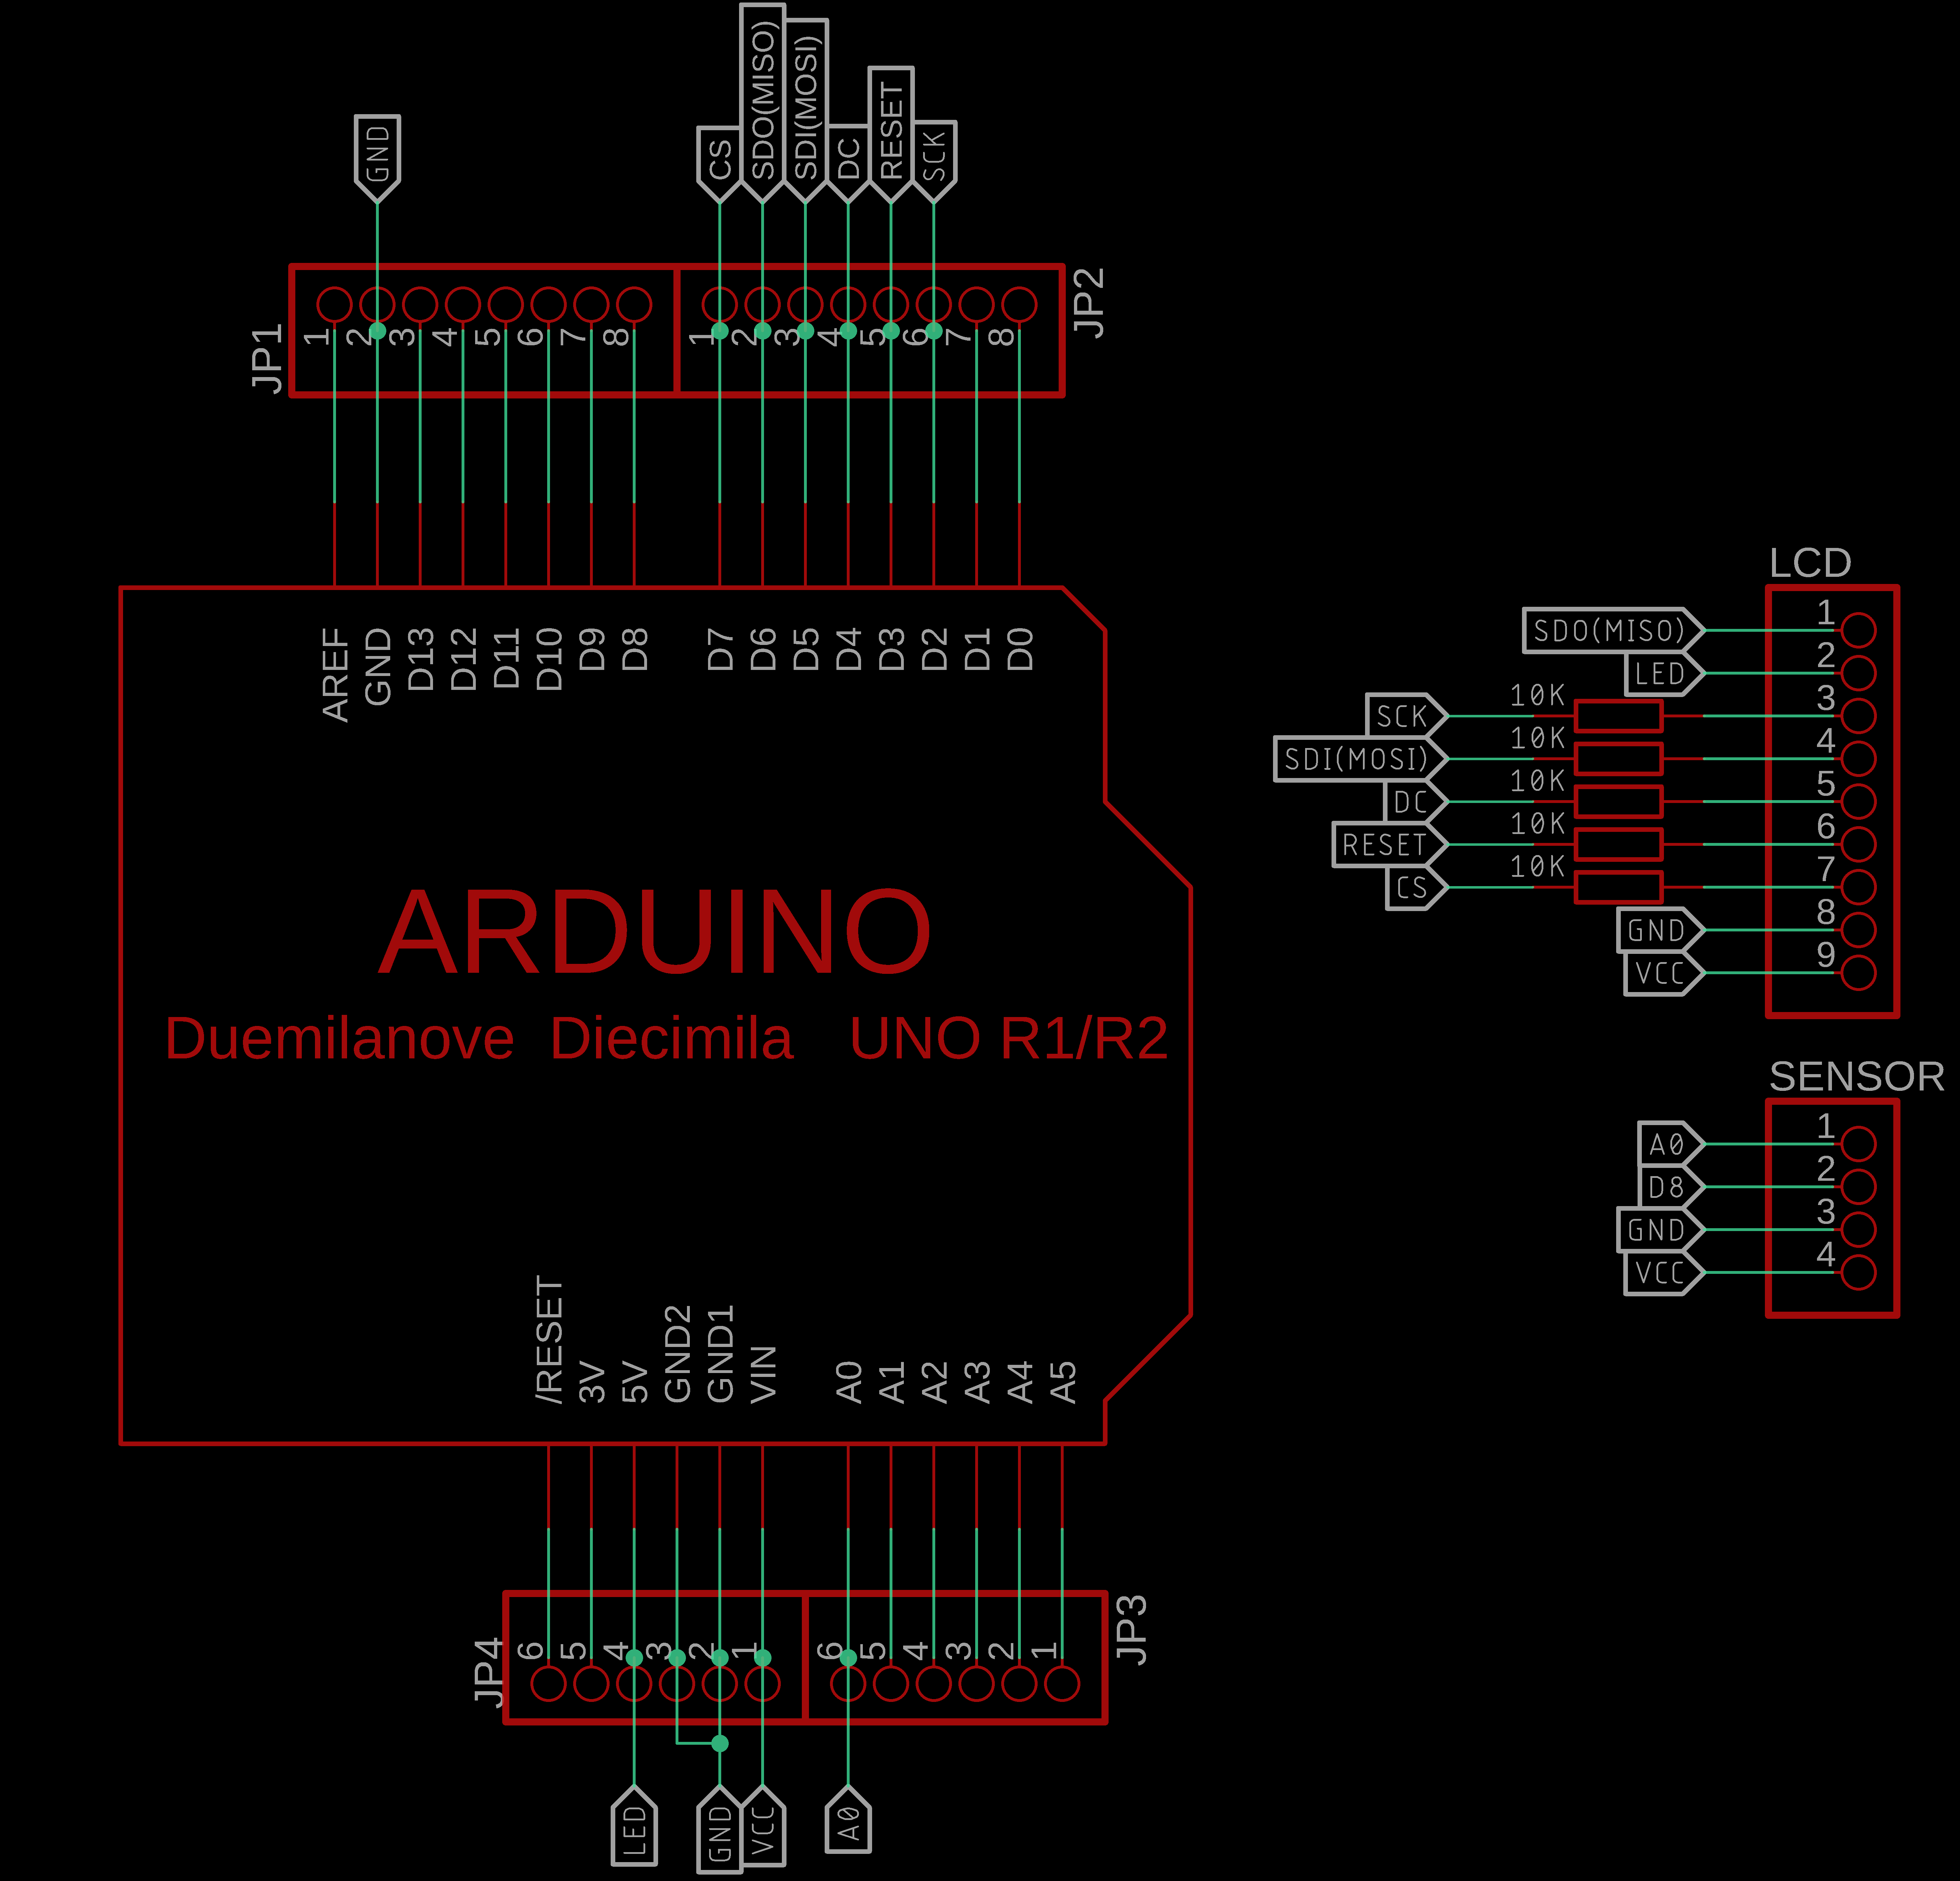 GND
CS
SDO(MISO)
SDI(MOSI)
DC
RESET
SCK
JP1
1 2 3 4 5 6 7 8
1 2 3 4 5 6 7 8
JP2
AREF GND D13 D12 D11 D10 D9 D8
D7 D6 D5 D4 D3 D2 D1 D0
ARDUINO
Duemilanove Diecimila UNO R1/R2
/RESET 3V 5V GND2 GND1 VIN
A0 A1 A2 A3 A4 A5
JP4
6 5 4 3 2 1
6 5 4 3 2 1
JP3
LED
GND
VCC
A0
LCD
SDO(MISO) 1
LED 2
SCK 10K 3
SDI(MOSI) 10K 4
DC 10K 5
RESET 10K 6
CS 10K 7
GND 8
VCC 9
SENSOR
A0 1
D8 2
GND 3
VCC 4